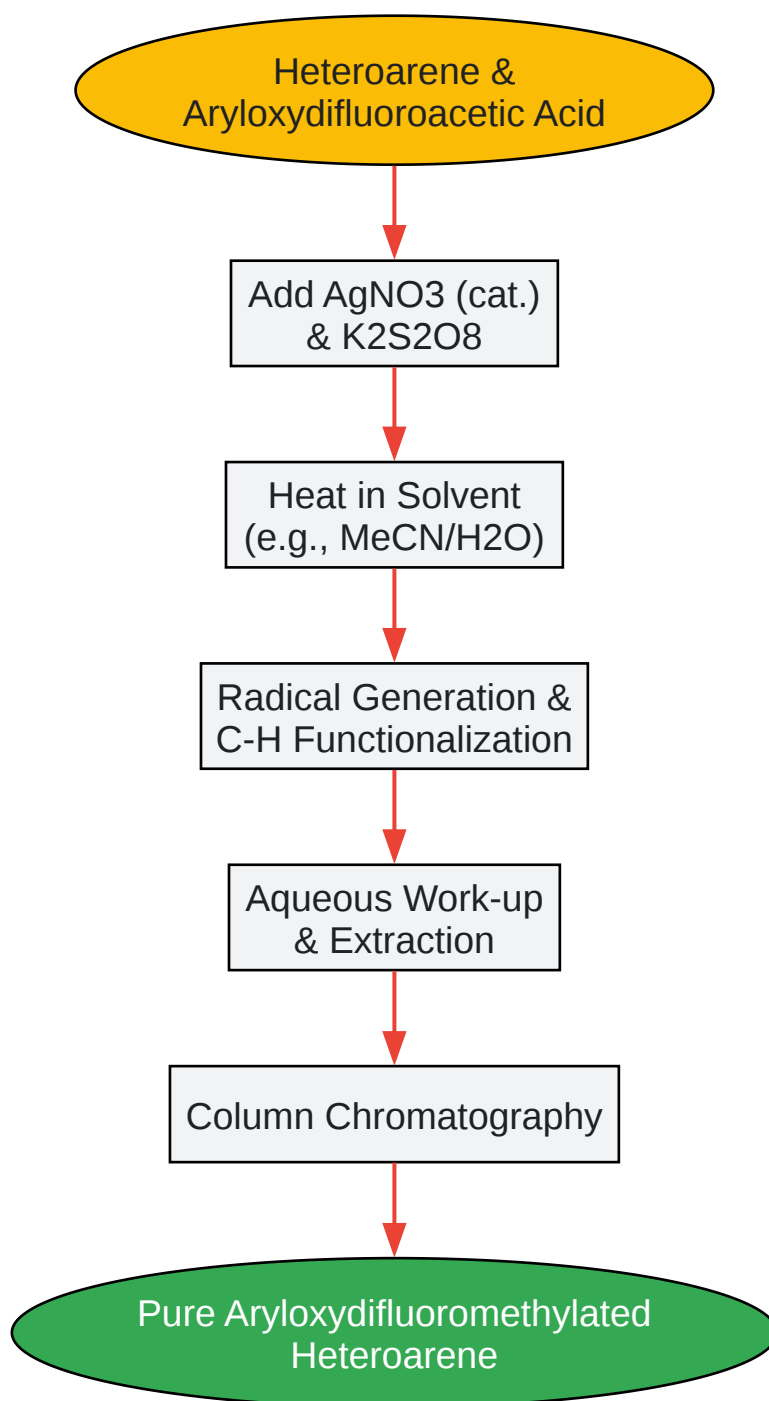 Heteroarene &
Aryloxydifluoroacetic Acid
Add AgNO3 (cat.)
& K2S2O8
Heat in Solvent
(e.g., MeCN/H2O)
Radical Generation &
C-H Functionalization
Aqueous Work-up
& Extraction
Column Chromatography
Pure Aryloxydifluoromethylated
Heteroarene